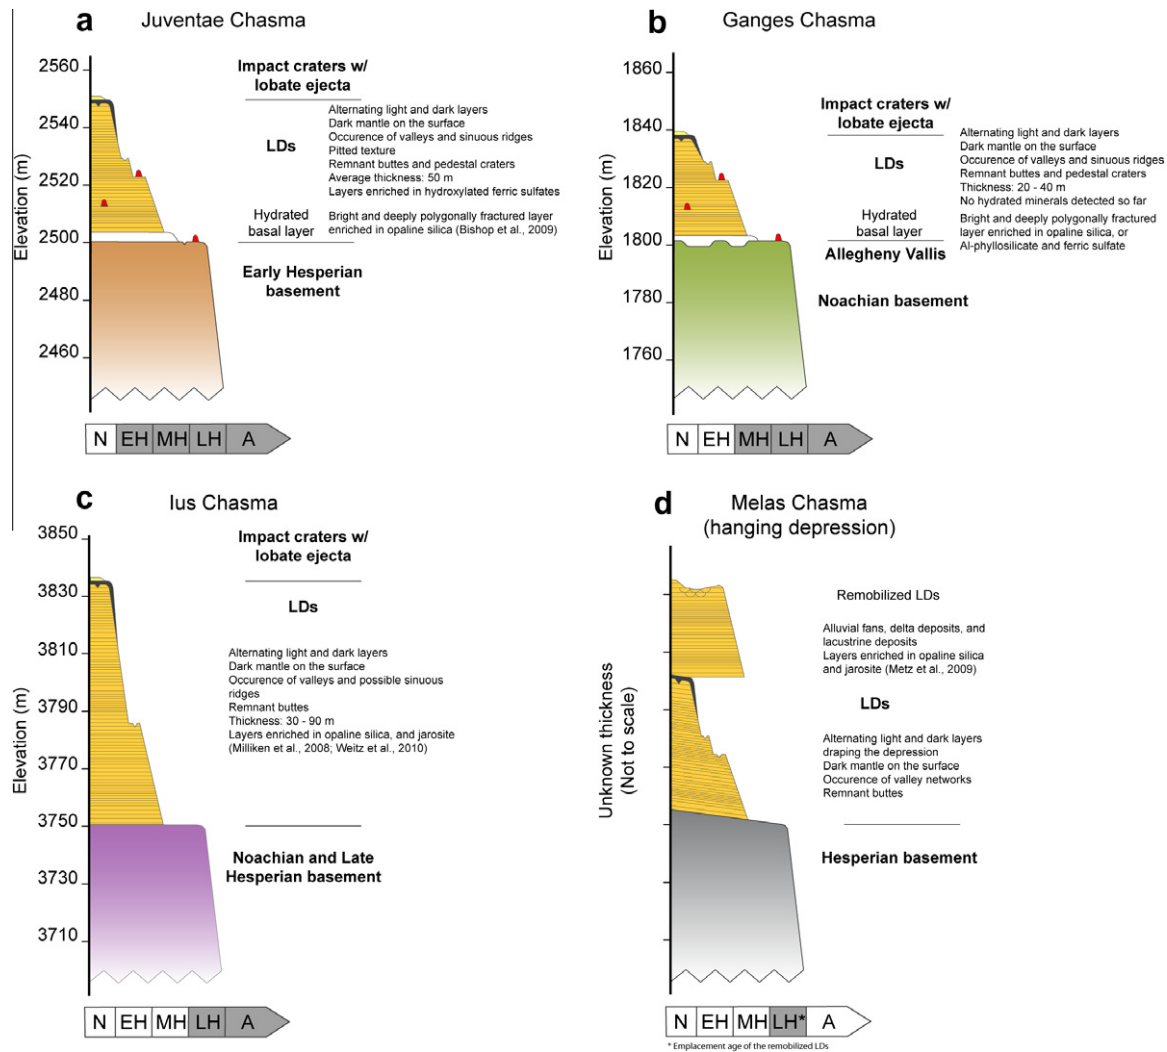 a
Juventae Chasma
Elevation (m)
2560
2540
2520
2500
2480
2460
Impact craters w/
lobate ejecta
LDs
Alternating light and dark layers
Dark mantle on the surface
Occurence of valleys and sinuous ridges
Pitted texture
Remnant buttes and pedestal craters
Average thickness: 50 m
Layers enriched in hydroxylated ferric sulfates
Hydrated
basal layer
Bright and deeply polygonally fractured layer
enriched in opaline silica (Bishop et al., 2009)
Early Hesperian
basement
N EH MH LH A
b
Ganges Chasma
Elevation (m)
1860
1840
1820
1800
1780
1760
Impact craters w/
lobate ejecta
LDs
Alternating light and dark layers
Dark mantle on the surface
Occurence of valleys and sinuous ridges
Remnant buttes and pedestal craters
Thickness: 20 - 40 m
No hydrated minerals detected so far
Hydrated
basal layer
Bright and deeply polygonally fractured
layer enriched in opaline silica, or
Al-phyllosilicate and ferric sulfate
Allegheny Vallis
Noachian basement
N EH MH LH A
c
Ius Chasma
Elevation (m)
3850
3830
3810
3790
3770
3750
3730
3710
Impact craters w/
lobate ejecta
LDs
Alternating light and dark layers
Dark mantle on the surface
Occurence of valleys and possible sinuous
ridges
Remnant buttes
Thickness: 30 - 90 m
Layers enriched in opaline silica, and jarosite
(Milliken et al., 2008; Weitz et al., 2010)
Noachian and Late
Hesperian basement
N EH MH LH A
d
Melas Chasma
(hanging depression)
Unknown thickness
(Not to scale)
Remobilized LDs
Alluvial fans, delta deposits, and
lacustrine deposits
Layers enriched in opaline silica
and jarosite (Metz et al., 2009)
LDs
Alternating light and dark layers
draping the depression
Dark mantle on the surface
Occurence of valley networks
Remnant buttes
Hesperian basement
N EH MH LH* A
* Emplacement age of the remobilized LDs